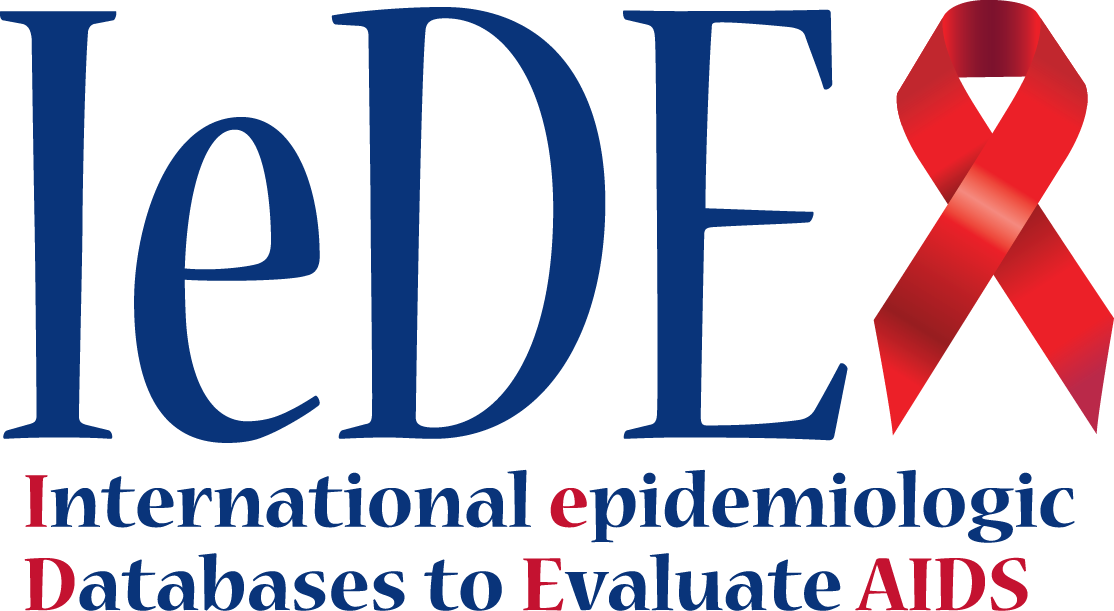 IeDE
International epidemiologic
Databases to Evaluate AIDS